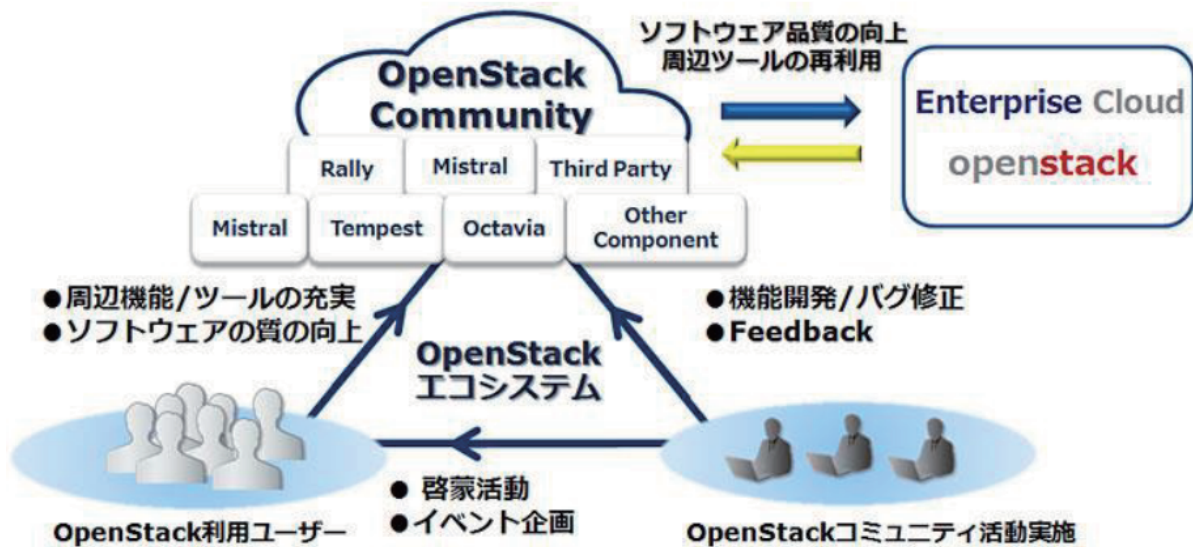 OpenStack
Community
ソフトウェア品質の向上
周辺ツールの再利用
Enterprise Cloud
openstack
Rally
Mistral
Third Party
Mistral
Tempest
Octavia
Other
Component
●周辺機能/ツールの充実
●ソフトウェアの質の向上
●機能開発/バグ修正
●Feedback
OpenStack
エコシステム
● 啓蒙活動
●イベント企画
OpenStack利用ユーザー
OpenStackコミュニティ活動実施